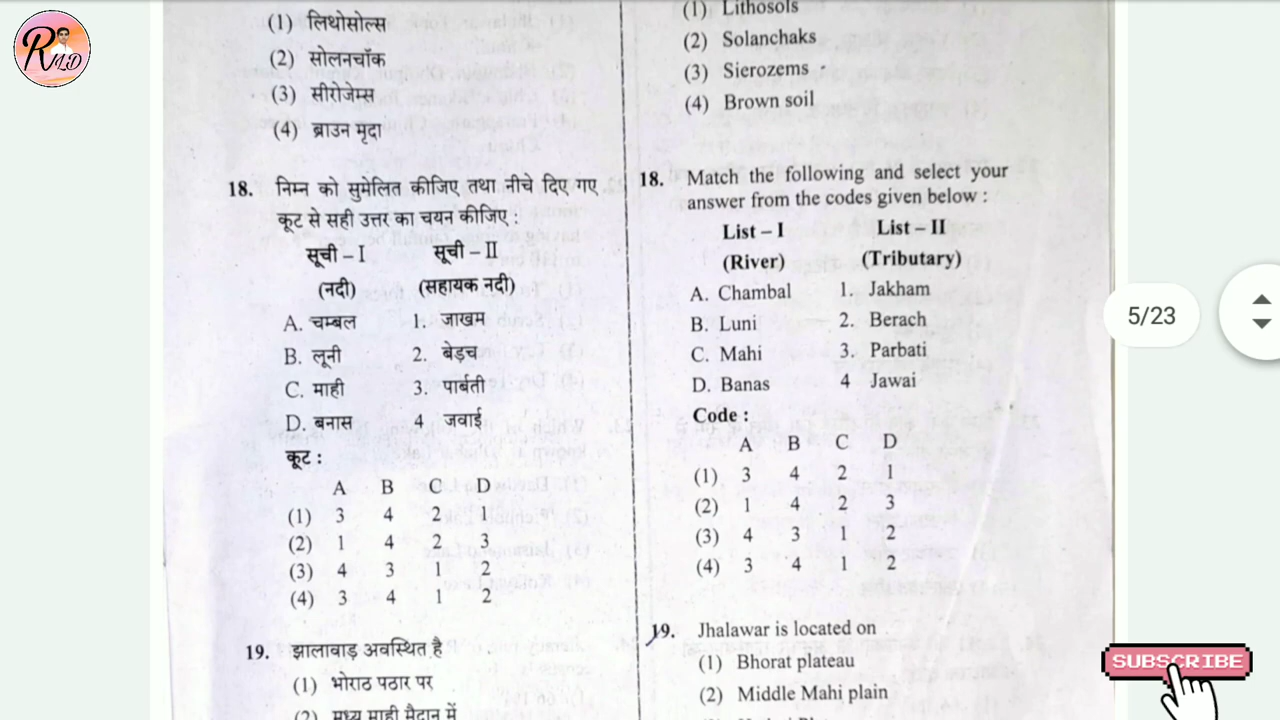 RMD
(1) लिथोसोल्स
(2) सोलनचॉक
(3) सीरोजेम्स
(4) ब्राउन मृदा
18. निम्न को सुमेलित कीजिए तथा नीचे दिए गए
कूट से सही उत्तर का चयन कीजिए :
सूची – I सूची – II
(नदी) (सहायक नदी)
A. चम्बल 1. जाखम
B. लूनी 2. बेड़च
C. माही 3. पार्बती
D. बनास 4 जवाई
कूट :
A B C D
(1) 3 4 2 1
(2) 1 4 2 3
(3) 4 3 1 2
(4) 3 4 1 2
19. झालावाड़ अवस्थित है
(1) भोराठ पठार पर
(2) मध्य माही मैदान में
(1) Lithosols
(2) Solanchaks
(3) Sierozems
(4) Brown soil
18. Match the following and select your
answer from the codes given below :
List – I List – II
(River) (Tributary)
A. Chambal 1. Jakham
B. Luni 2. Berach
C. Mahi 3. Parbati
D. Banas 4 Jawai
Code :
A B C D
(1) 3 4 2 1
(2) 1 4 2 3
(3) 4 3 1 2
(4) 3 4 1 2
19. Jhalawar is located on
(1) Bhorat plateau
(2) Middle Mahi plain
5/23
SUBSCRIBE